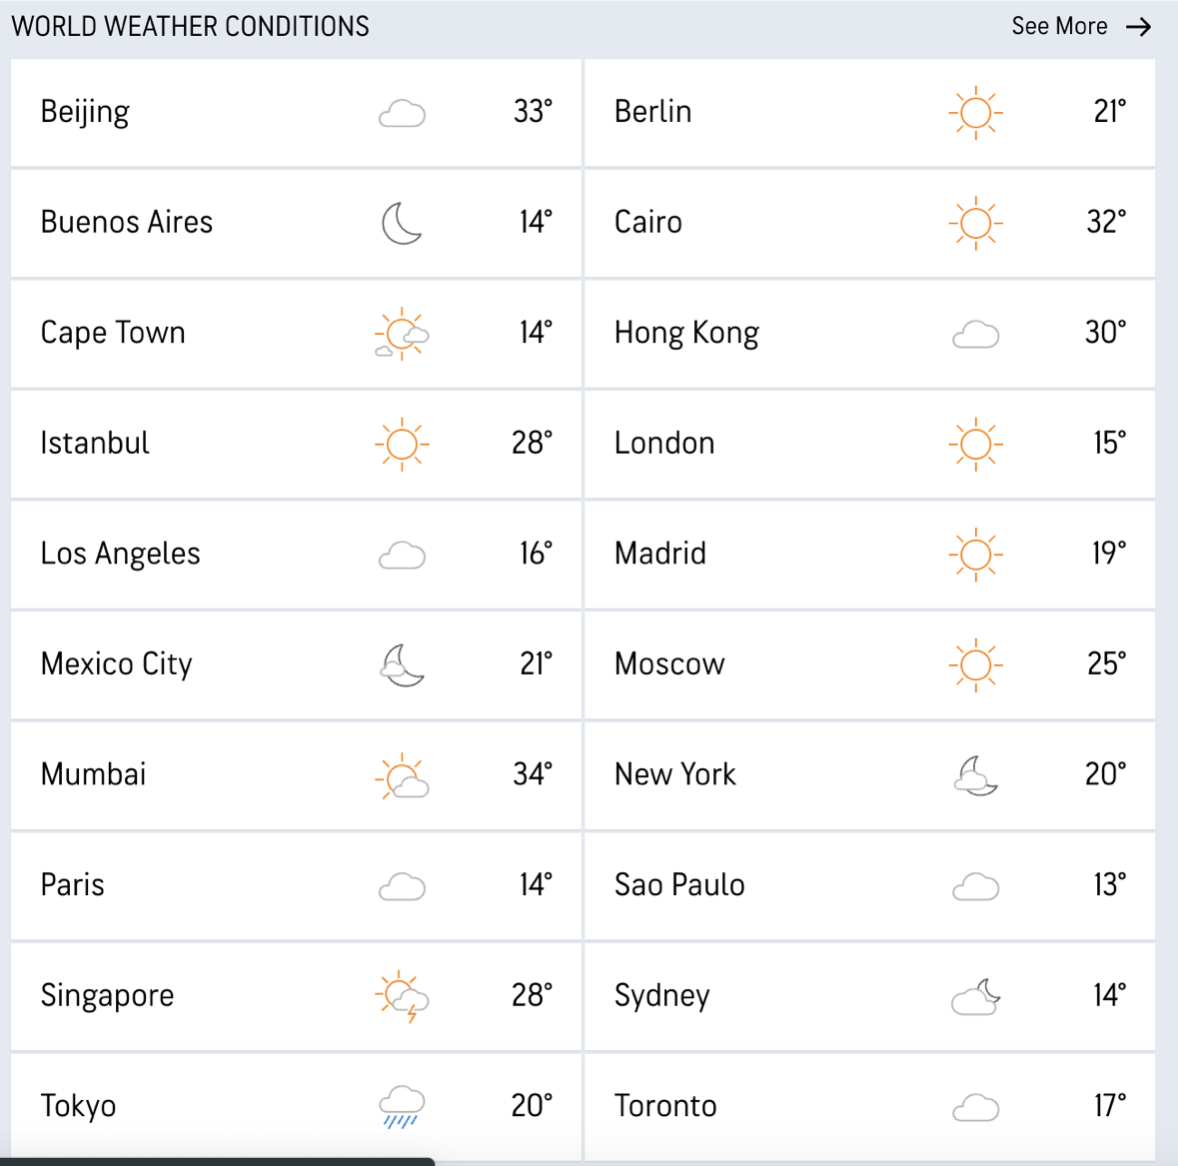 WORLD WEATHER CONDITIONS See More →
Beijing 33° Berlin 21°
Buenos Aires 14° Cairo 32°
Cape Town 14° Hong Kong 30°
Istanbul 28° London 15°
Los Angeles 16° Madrid 19°
Mexico City 21° Moscow 25°
Mumbai 34° New York 20°
Paris 14° Sao Paulo 13°
Singapore 28° Sydney 14°
Tokyo 20° Toronto 17°